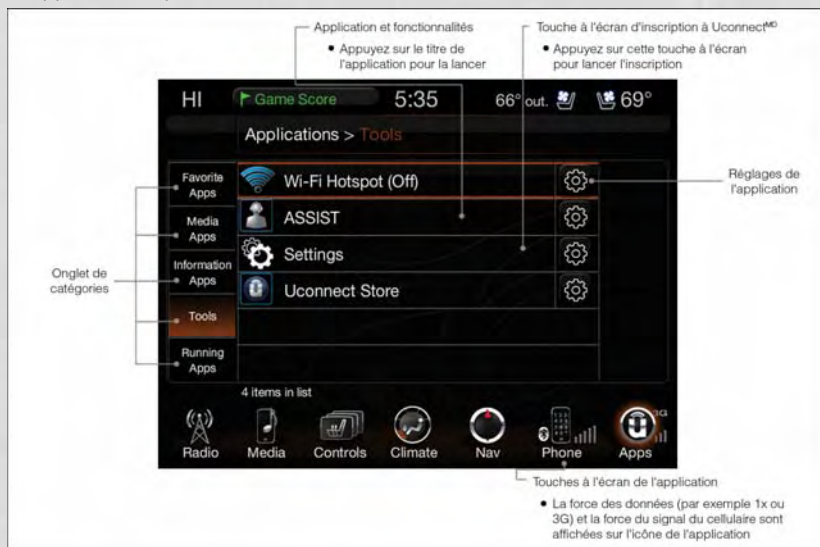 Application et fonctionnalités
• Appuyez sur le titre de
l'application pour la lancer
Touche à l'écran d'inscription à Uconnect^MD
• Appuyez sur cette touche à l'écran
pour lancer l'inscription
HI
Game Score
5:35
66° out.
69°
Applications > Tools
Favorite
Apps
Wi-Fi Hotspot (Off)
Réglages de
l'application
Media
Apps
ASSIST
Onglet de
catégories
Information
Apps
Settings
Tools
Uconnect Store
Running
Apps
4 items in list
3G
Radio
Media
Controls
Climate
Nav
Phone
Apps
Touches à l'écran de l'application
• La force des données (par exemple 1x ou
3G) et la force du signal du cellulaire sont
affichées sur l'icône de l'application